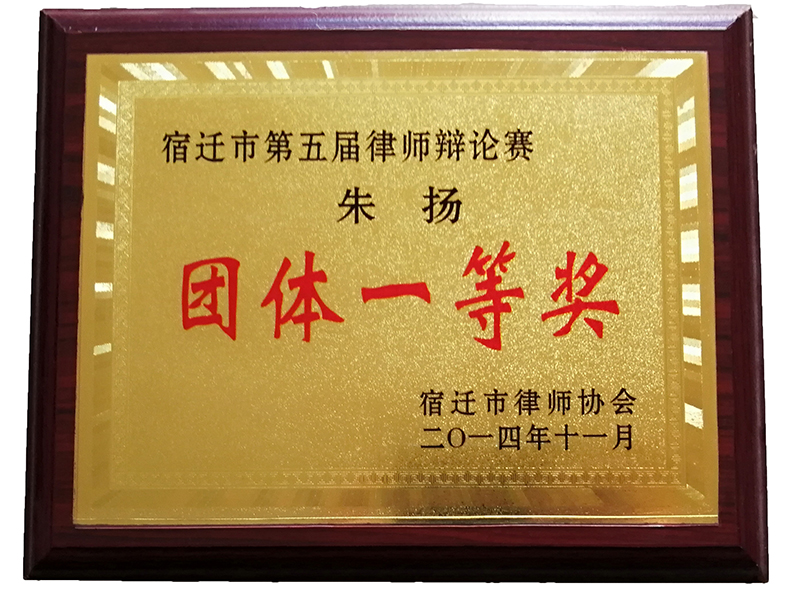 宿迁市第五届律师辩论赛
朱 扬
团体一等奖
宿迁市律师协会
二〇一四年十一月